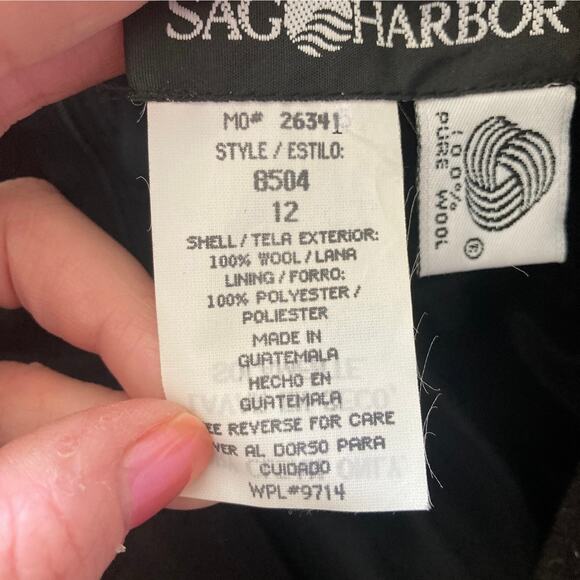 SAG HARBOR
MO# 26341
STYLE / ESTILO:
8504
12
SHELL / TELA EXTERIOR:
100% WOOL / LANA
LINING / FORRO:
100% POLYESTER /
POLIESTER
MADE IN
GUATEMALA
HECHO EN
GUATEMALA
EE REVERSE FOR CARE
VER AL DORSO PARA
CUIDADO
WPL#9714
100%
PURE WOOL
®